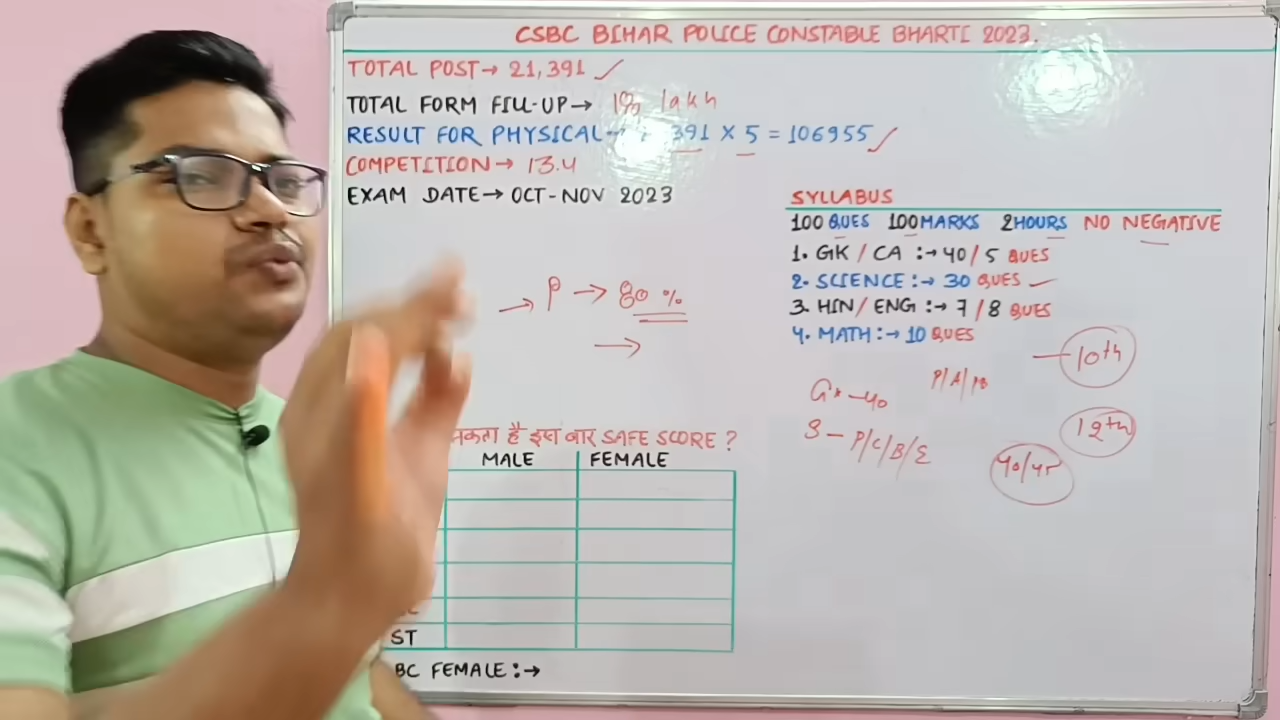 CSBC BIHAR POLICE CONSTABLE BHARTI 2023.
TOTAL POST→ 21,391 ✓
TOTAL FORM FILL-UP→ lakh
RESULT FOR PHYSICAL→ 391 × 5 = 106955 ✓
COMPETITION→ 13.4
EXAM DATE→ OCT-NOV 2023
→ P → 80 %
→
सकता है इस बार SAFE SCORE ?
MALE FEMALE
ST
BC FEMALE:→
SYLLABUS
100 QUES 100 MARKS 2 HOURS NO NEGATIVE
1. GK / CA :→ 40 / 5 QUES
2. SCIENCE :→ 30 QUES
3. HIN / ENG :→ 7 / 8 QUES
4. MATH :→ 10 QUES
10th
GK - 40
S - P/C/B/E
12th
40/45